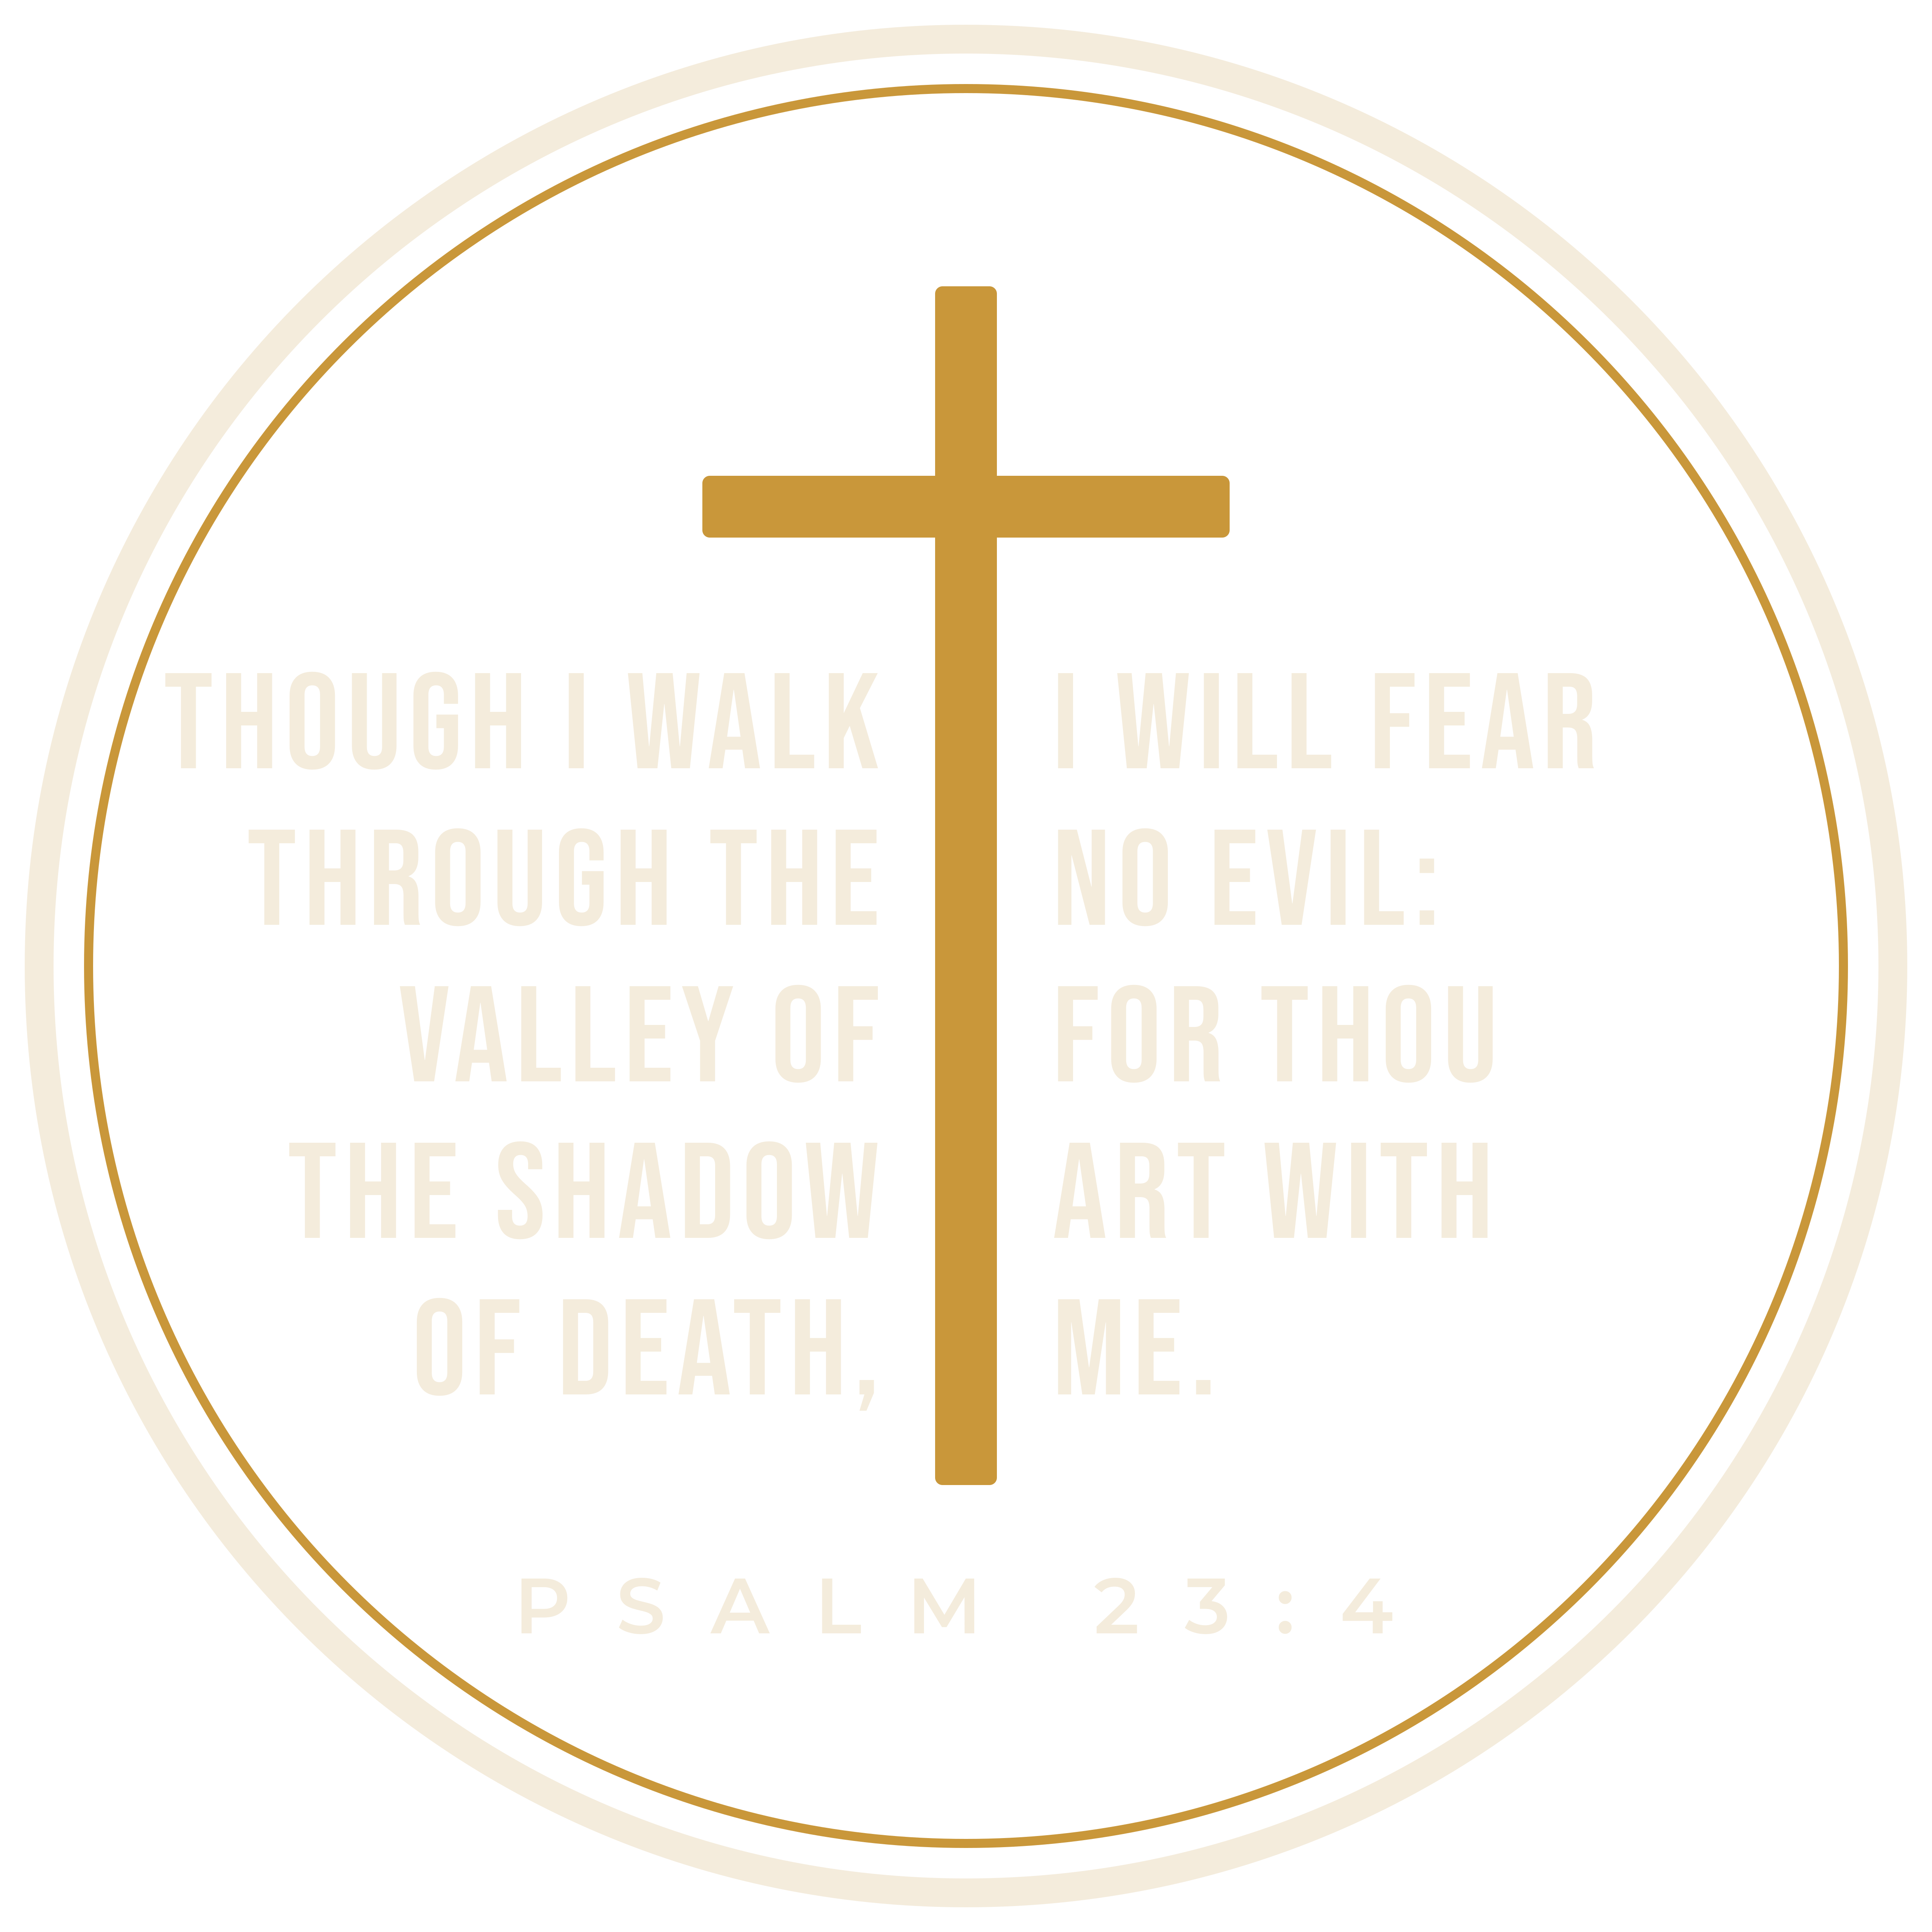 THOUGH I WALK
THROUGH THE
VALLEY OF
THE SHADOW
OF DEATH,
I WILL FEAR
NO EVIL:
FOR THOU
ART WITH
ME.
PSALM 23:4